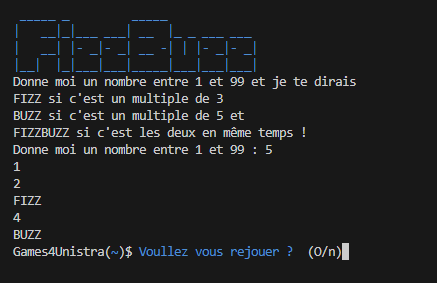 FizzBuzz
Donne moi un nombre entre 1 et 99 et je te dirais
FIZZ si c'est un multiple de 3
BUZZ si c'est un multiple de 5 et
FIZZBUZZ si c'est les deux en même temps !
Donne moi un nombre entre 1 et 99 : 5
1
2
FIZZ
4
BUZZ
Games4Unistra(~)$ Voullez vous rejouer ?  (O/n)